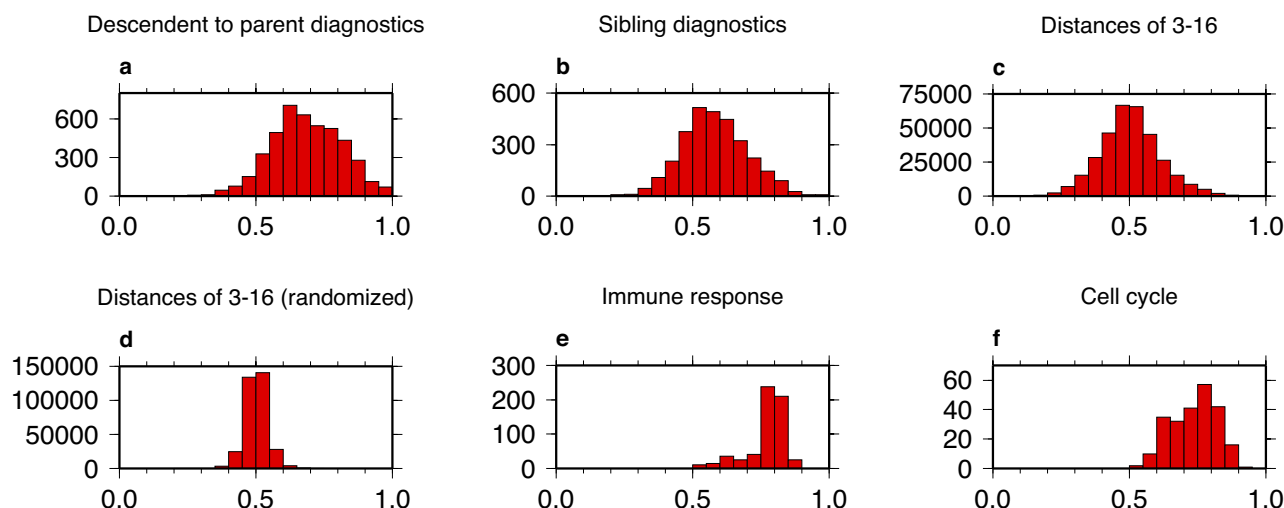 Descendent to parent diagnostics
a
600
300
0
0.0 0.5 1.0
Sibling diagnostics
b
600
300
0
0.0 0.5 1.0
Distances of 3-16
c
75000
50000
25000
0
0.0 0.5 1.0
Distances of 3-16 (randomized)
d
150000
100000
50000
0
0.0 0.5 1.0
Immune response
e
300
200
100
0
0.0 0.5 1.0
Cell cycle
f
60
40
20
0
0.0 0.5 1.0